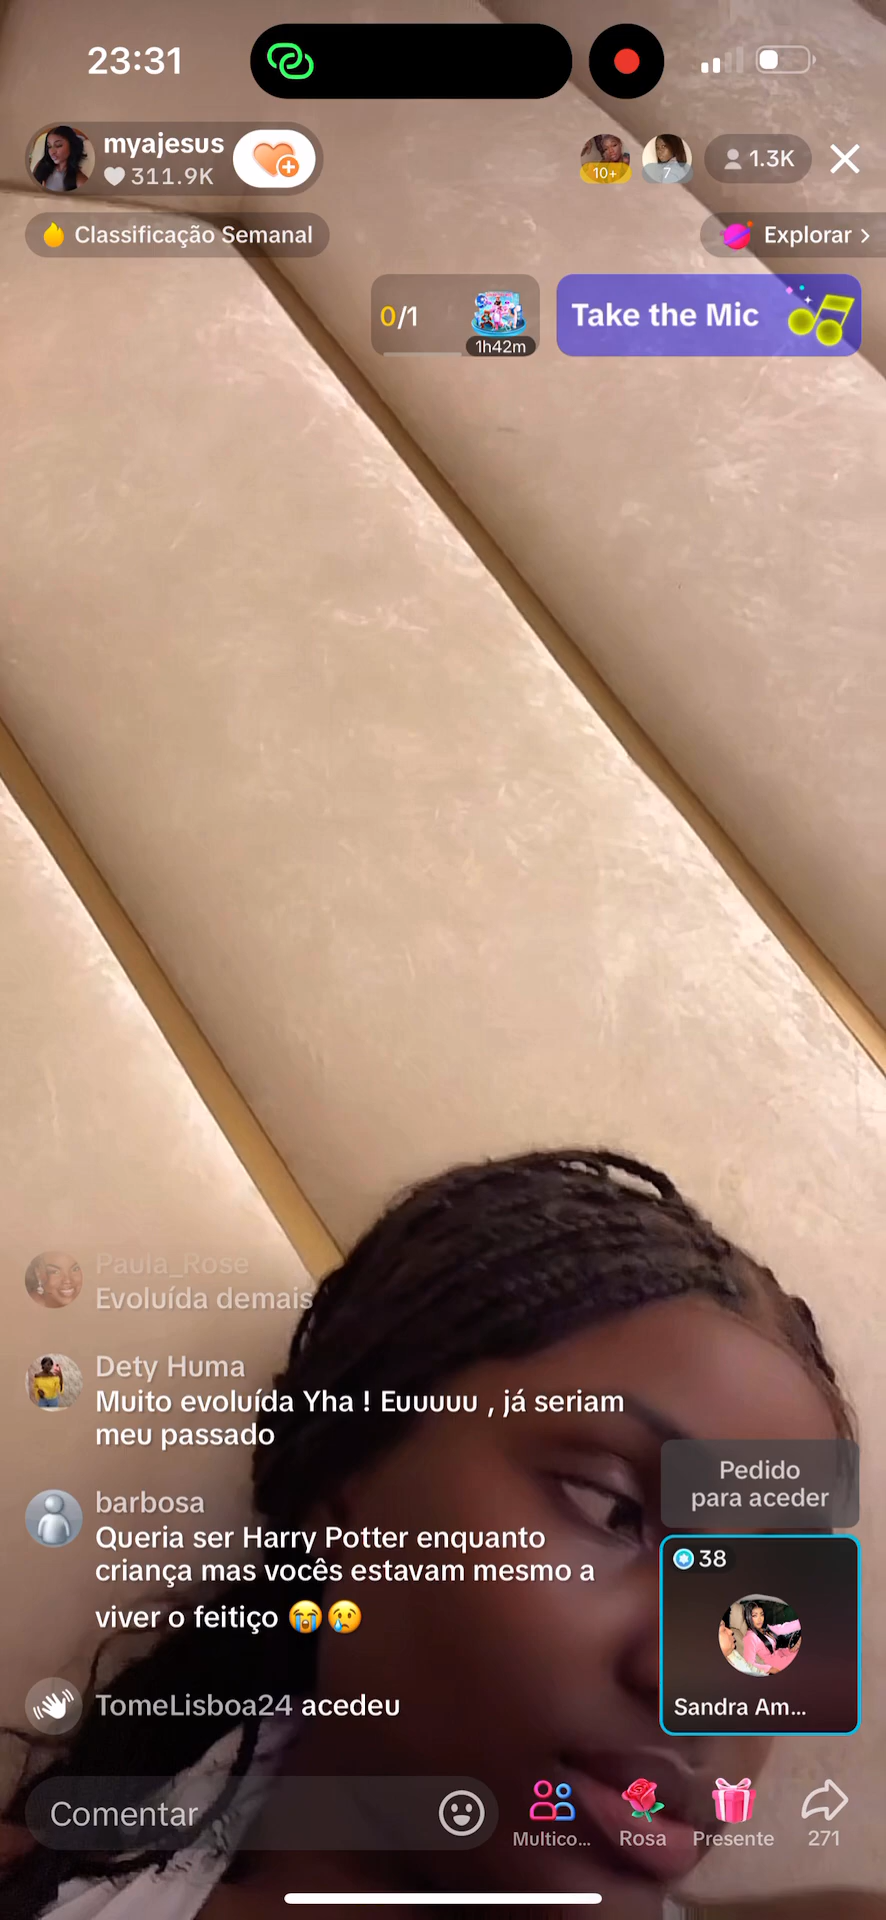 23:31
myajesus
311.9K
10+
7
1.3K
Classificação Semanal
Explorar
0/1
1h42m
Take the Mic
Paula_Rose
Evoluída demais
Dety Huma
Muito evoluída Yha ! Euuuuu , já seriam
meu passado
barbosa
Queria ser Harry Potter enquanto
criança mas vocês estavam mesmo a
viver o feitiço 😭😢
TomeLisboa24 acedeu
Pedido
para aceder
38
Sandra Am...
Comentar
Multico...
Rosa
Presente
271